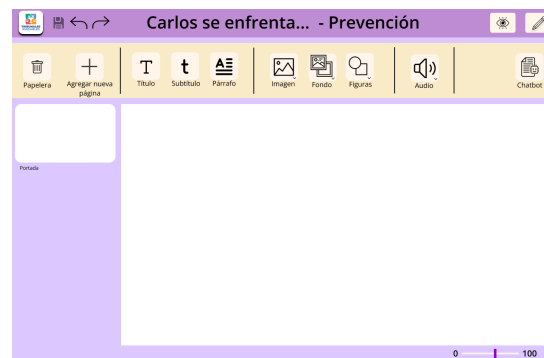 Carlos se enfrenta... - Prevención
T t A
Papelera Agregar nueva página Título Subtítulo Párrafo Imagen Fondo Figuras Audio Chatbot
Portada
0 100